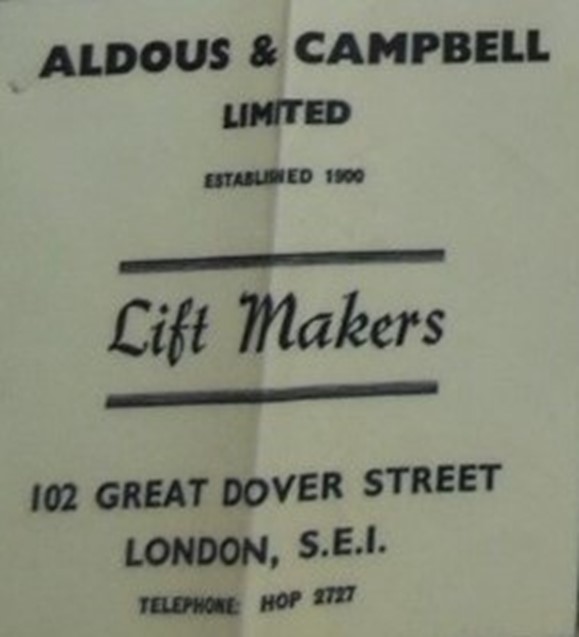 ALDOUS & CAMPBELL
LIMITED
ESTABLISHED 1900
Lift Makers
102 GREAT DOVER STREET
LONDON, S.E.I.
TELEPHONE: HOP 2727